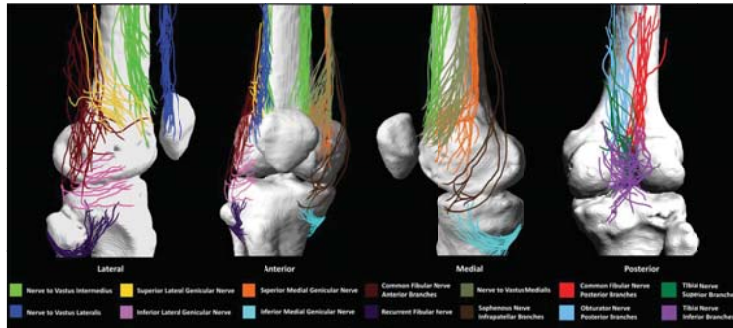 Lateral
Anterior
Medial
Posterior
Nerve to Vastus Intermedius
Superior Lateral Genicular Nerve
Superior Medial Genicular Nerve
Common Fibular Nerve
Anterior Branches
Nerve to VastusMedialis
Common Fibular Nerve
Posterior Branches
Tibial Nerve
Superior Branches
Nerve to Vastus Lateralis
Inferior Lateral Genicular Nerve
Inferior Medial Genicular Nerve
Recurrent Fibular Nerve
Saphenous Nerve
Infrapatellar Branches
Obturator Nerve
Posterior Branches
Tibial Nerve
Inferior Branches